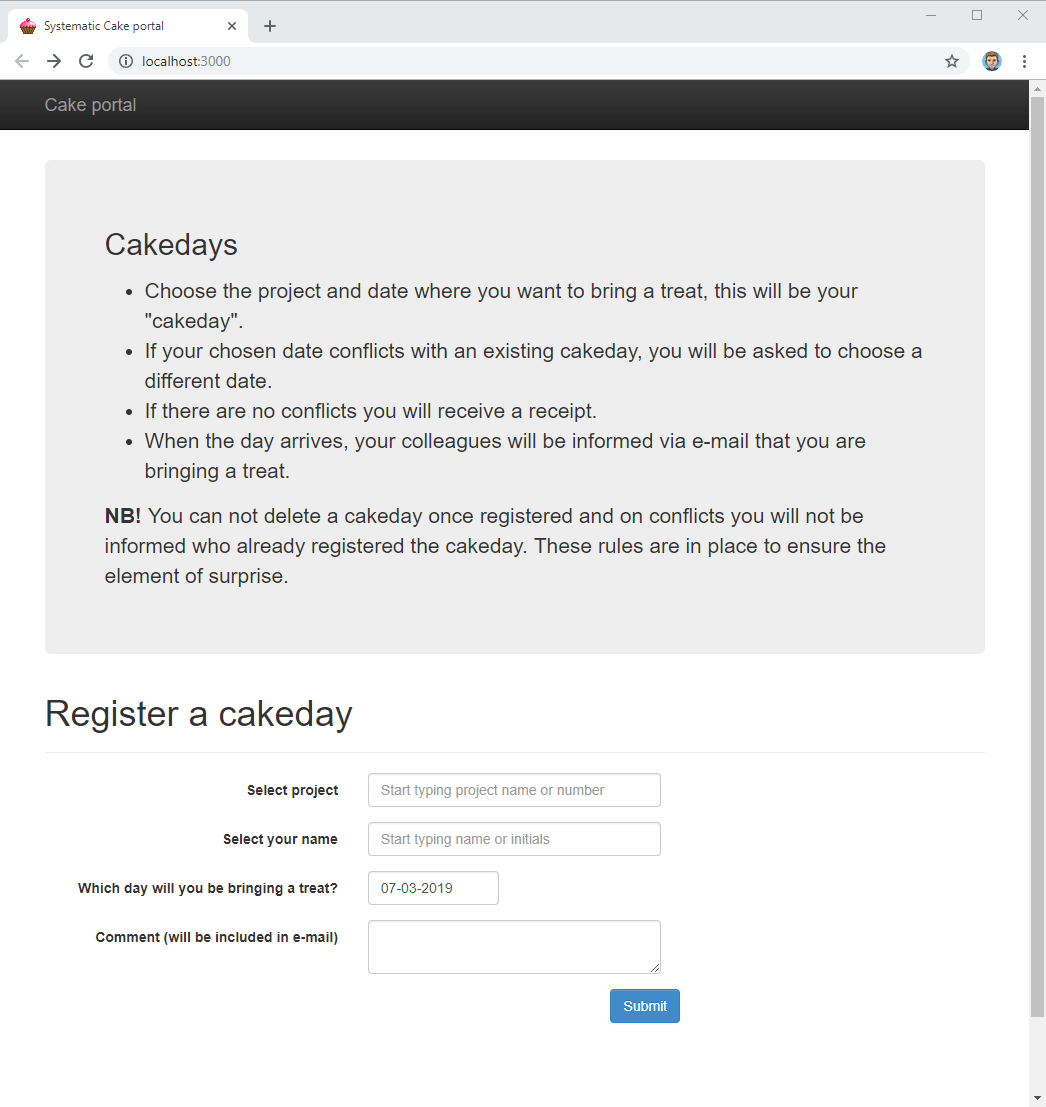 Systematic Cake portal
localhost:3000
Cake portal
Cakedays
Choose the project and date where you want to bring a treat, this will be your
"cakeday".
If your chosen date conflicts with an existing cakeday, you will be asked to choose a
different date.
If there are no conflicts you will receive a receipt.
When the day arrives, your colleagues will be informed via e-mail that you are
bringing a treat.
NB! You can not delete a cakeday once registered and on conflicts you will not be
informed who already registered the cakeday. These rules are in place to ensure the
element of surprise.
Register a cakeday
Select project Start typing project name or number
Select your name Start typing name or initials
Which day will you be bringing a treat? 07-03-2019
Comment (will be included in e-mail)
Submit